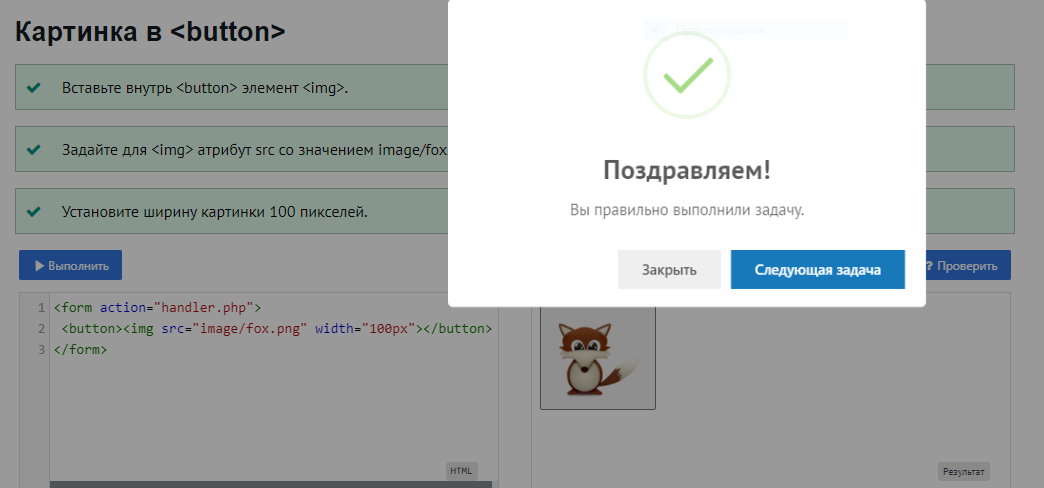 Картинка в <button>
Вставьте внутрь <button> элемент <img>.
Задайте для <img> атрибут src со значением image/fox
Установите ширину картинки 100 пикселей.
Поздравляем!
Вы правильно выполнили задачу.
Закрыть
Следующая задача
Выполнить
? Проверить
1 <form action="handler.php">
2 <button><img src="image/fox.png" width="100px"></button>
3 </form>
HTML
Результат